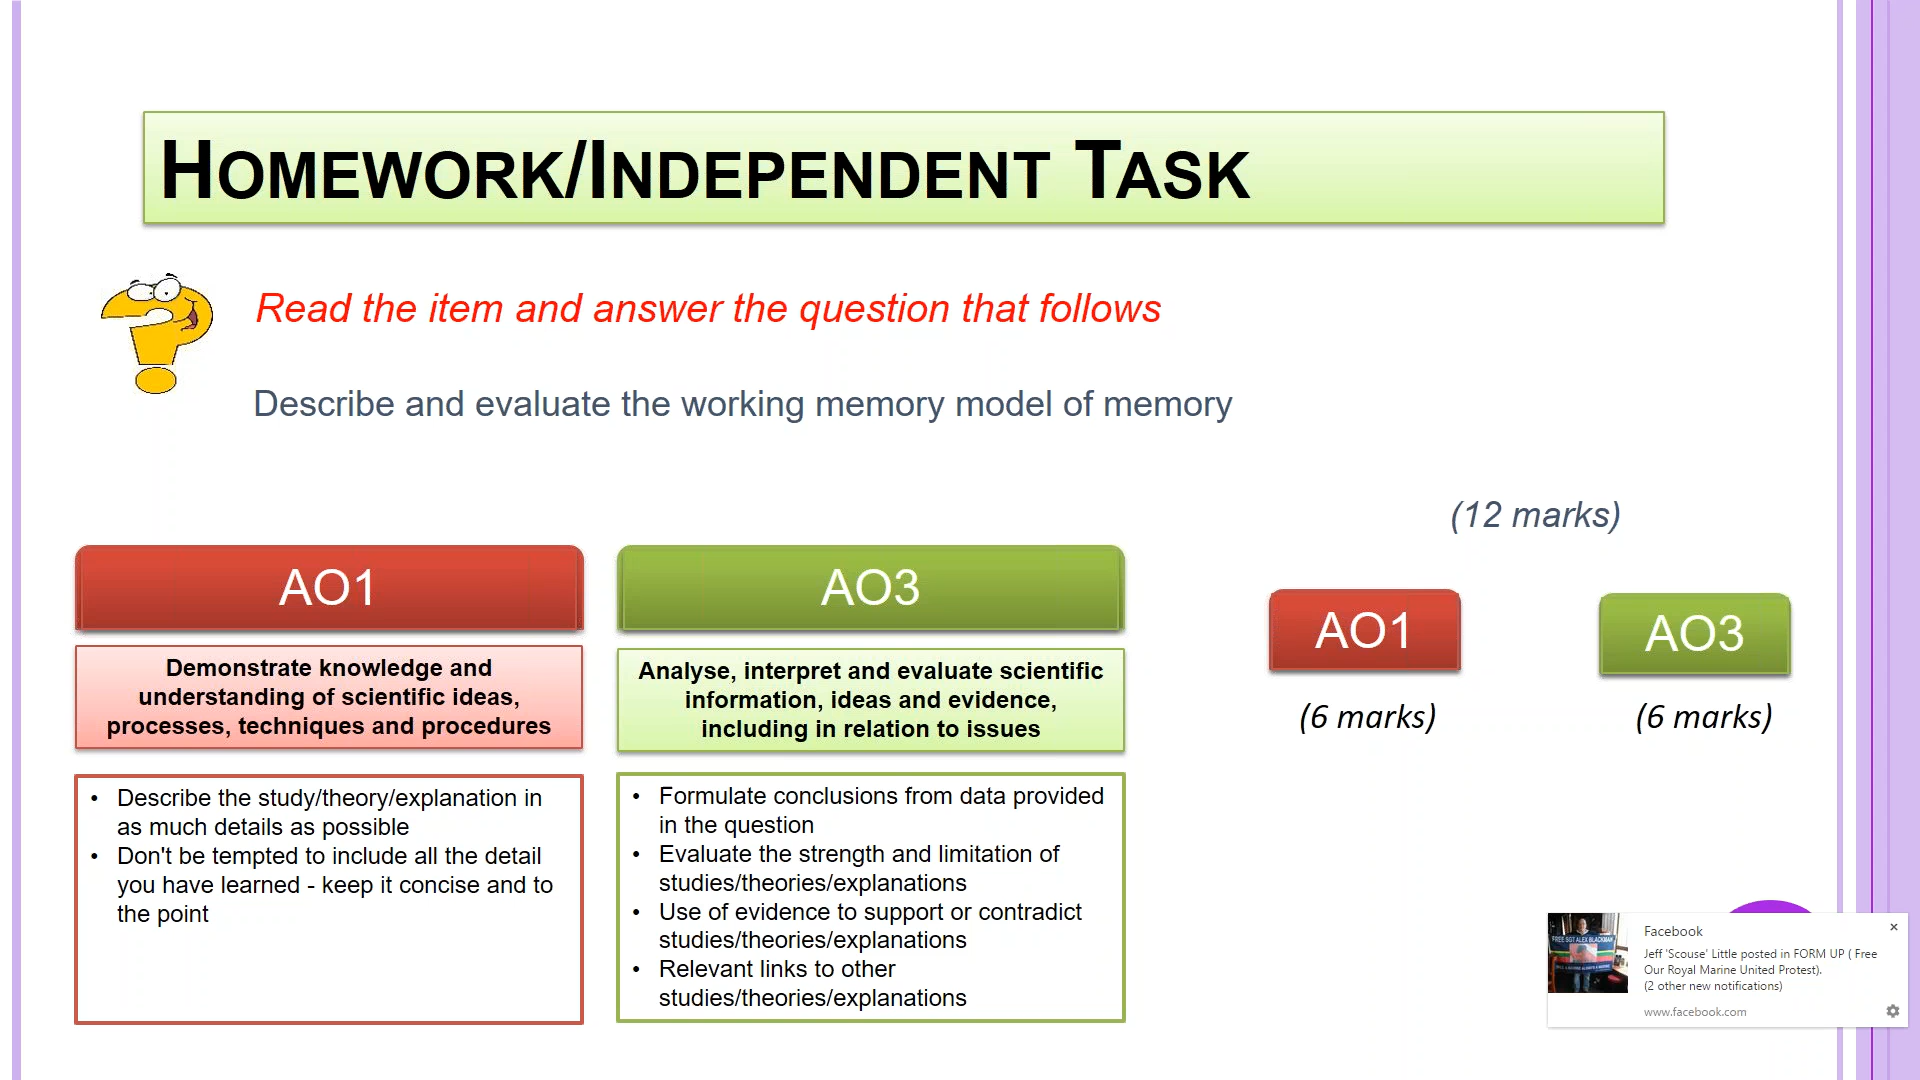 HOMEWORK/INDEPENDENT TASK
Read the item and answer the question that follows
Describe and evaluate the working memory model of memory
(12 marks)
AO1
Demonstrate knowledge and
understanding of scientific ideas,
processes, techniques and procedures
• Describe the study/theory/explanation in
as much details as possible
• Don't be tempted to include all the detail
you have learned - keep it concise and to
the point
AO3
Analyse, interpret and evaluate scientific
information, ideas and evidence,
including in relation to issues
• Formulate conclusions from data provided
in the question
• Evaluate the strength and limitation of
studies/theories/explanations
• Use of evidence to support or contradict
studies/theories/explanations
• Relevant links to other
studies/theories/explanations
AO1
(6 marks)
AO3
(6 marks)
FREE SGT ALEX BLACKMAN
Facebook
Jeff 'Scouse' Little posted in FORM UP ( Free
Our Royal Marine United Protest).
(2 other new notifications)
www.facebook.com